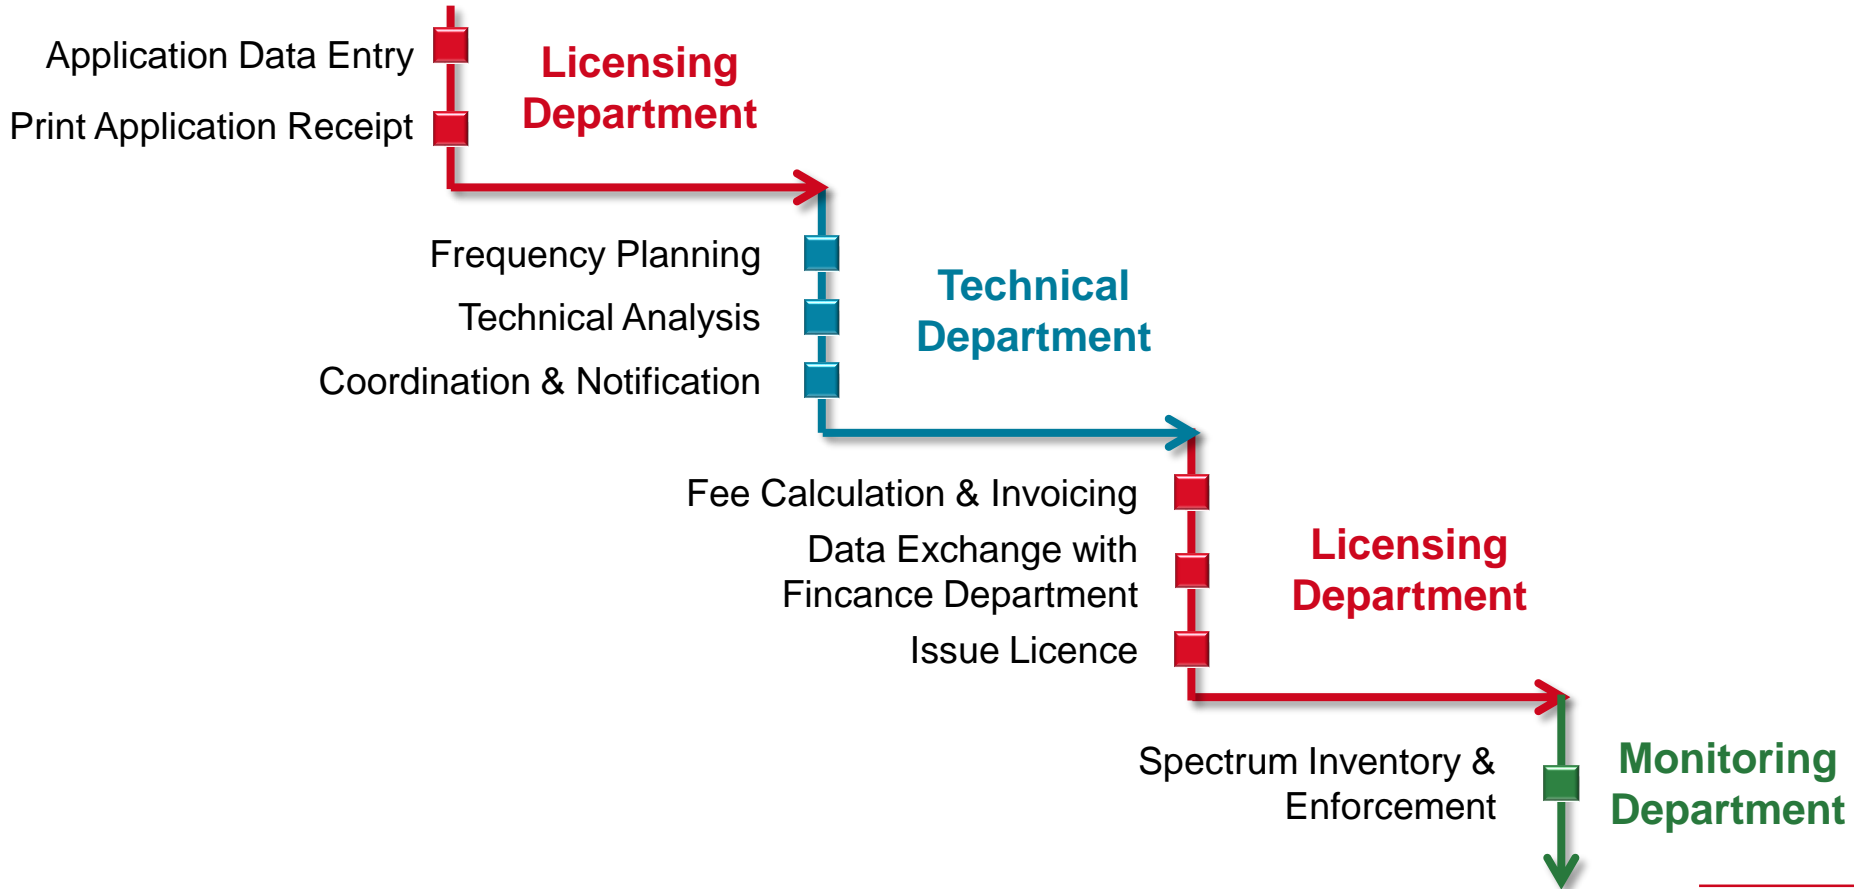 Application Data Entry
Print Application Receipt
Licensing
Department
Frequency Planning
Technical Analysis
Coordination & Notification
Technical
Department
Fee Calculation & Invoicing
Data Exchange with
Fincance Department
Issue Licence
Licensing
Department
Spectrum Inventory &
Enforcement
Monitoring
Department